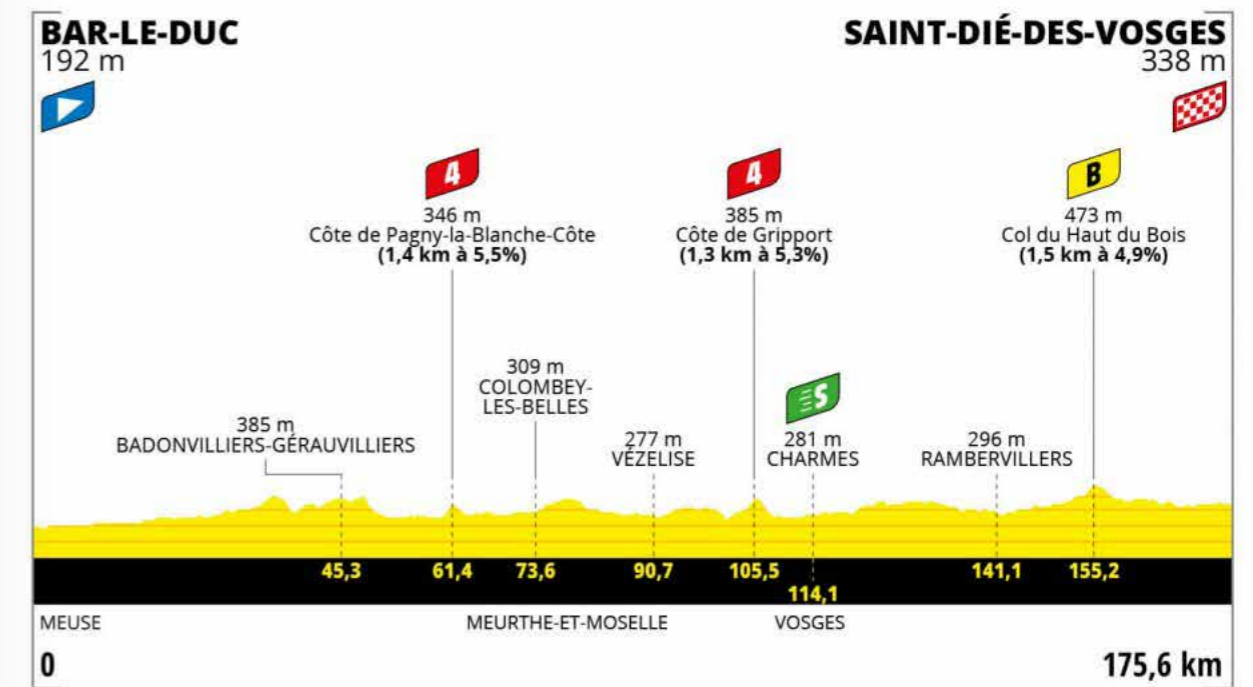 BAR-LE-DUC
192 m
SAINT-DIÉ-DES-VOSGES
338 m
4
346 m
Côte de Pagny-la-Blanche-Côte
(1,4 km à 5,5%)
4
385 m
Côte de Gripport
(1,3 km à 5,3%)
B
473 m
Col du Haut du Bois
(1,5 km à 4,9%)
385 m
BADONVILLIERS-GÉRAUVILLIERS
309 m
COLOMBEY-
LES-BELLES
277 m
VÉZELISE
S
281 m
CHARMES
296 m
RAMBERVILLERS
45,3
61,4
73,6
90,7
105,5
114,1
141,1
155,2
MEUSE
MEURTHE-ET-MOSELLE
VOSGES
0
175,6 km